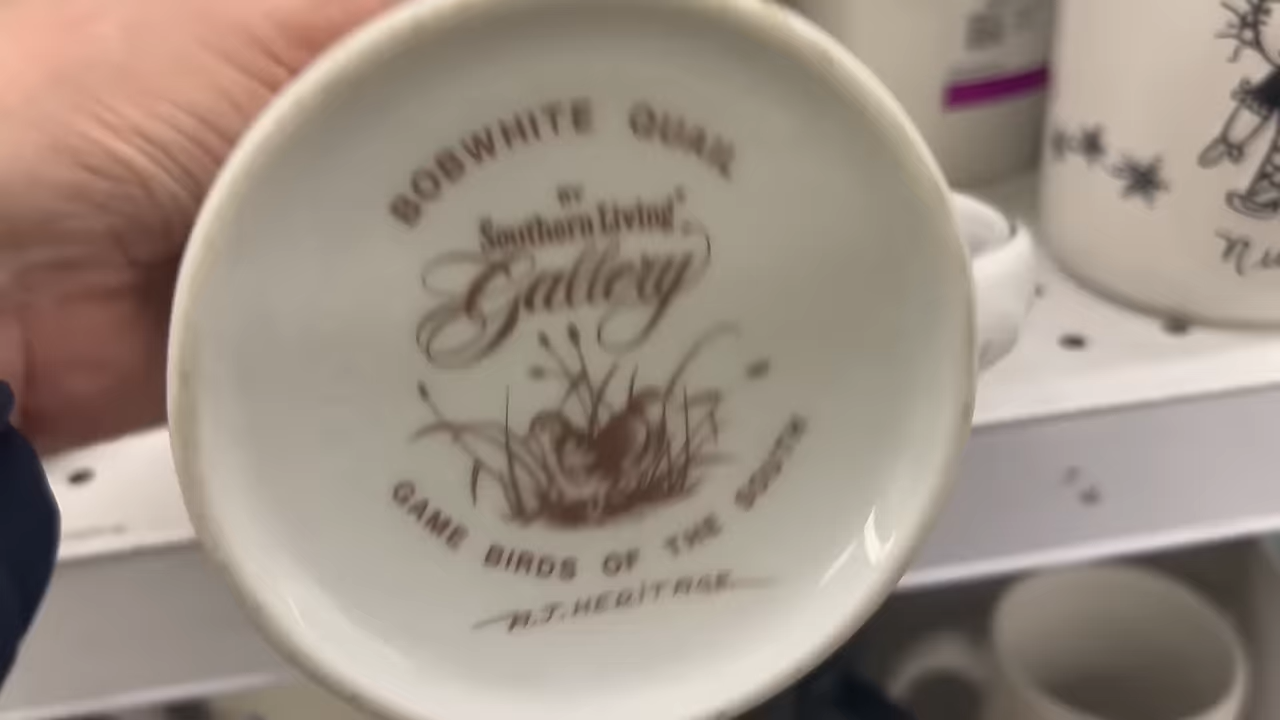 BOBWHITE QUAIL
BY
Southern Living®
Gallery
GAME BIRDS OF THE SOUTH
R.J. HERITAGE